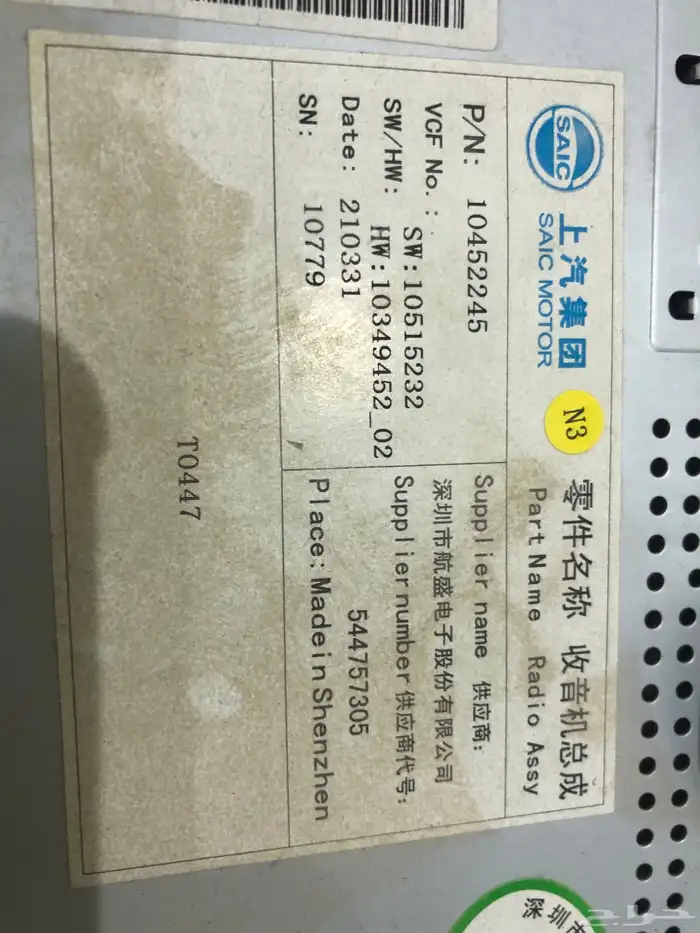 SAIC
上汽集团
SAIC MOTOR
N3
零件名称 收音机总成
Part Name Radio Assy
P/N: 10452245
VCF No.:
SW/HW: SW:10515232
HW:10349452_02
Date: 210331
SN: 10779
Supplier name 供应商:
深圳市航盛电子股份有限公司
Supplier number 供应商代号:
544757305
Place: Made in Shenzhen
T0447
深圳市
حراج